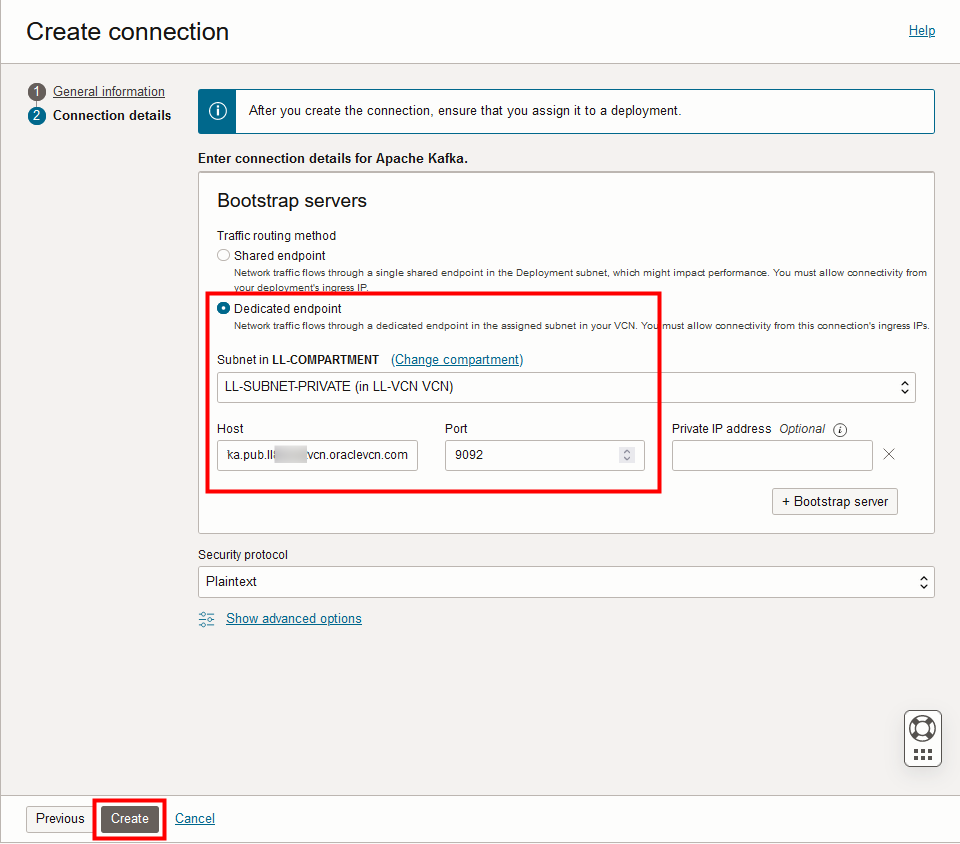 Create connection
Help
1 General information
2 Connection details
After you create the connection, ensure that you assign it to a deployment.
Enter connection details for Apache Kafka.
Bootstrap servers
Traffic routing method
Shared endpoint
Network traffic flows through a single shared endpoint in the Deployment subnet, which might impact performance. You must allow connectivity from
your deployment's ingress IP.
Dedicated endpoint
Network traffic flows through a dedicated endpoint in the assigned subnet in your VCN. You must allow connectivity from this connection's ingress IPs.
Subnet in LL-COMPARTMENT (Change compartment)
LL-SUBNET-PRIVATE (in LL-VCN VCN)
Host Port Private IP address Optional
ka.pub.ll vcn.oraclevcn.com 9092
+ Bootstrap server
Security protocol
Plaintext
Show advanced options
Previous Create Cancel